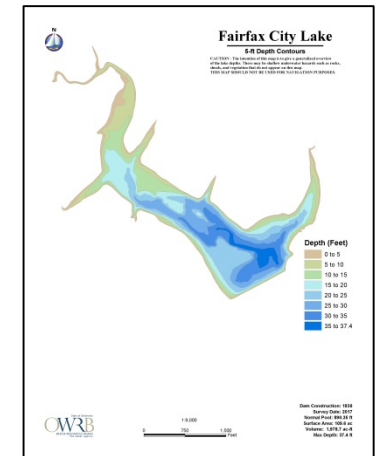 N
Fairfax City Lake
5-ft Depth Contours
CAUTION - The intention of this map is to give a generalized overview
of the lake depths. There may be shallow underwater hazards such as rocks,
shoals, and vegetation that do not appear on this map.
THIS MAP SHOULD NOT BE USED FOR NAVIGATION PURPOSES.
Depth (Feet)
0 to 5
5 to 10
10 to 15
15 to 20
20 to 25
25 to 30
30 to 35
35 to 37.4
OWRB
0 750 1,500
Feet
Dam Construction: 1936
Survey Date: 2017
Surface Area: 108.6 ac
Max Depth: 37.4 ft